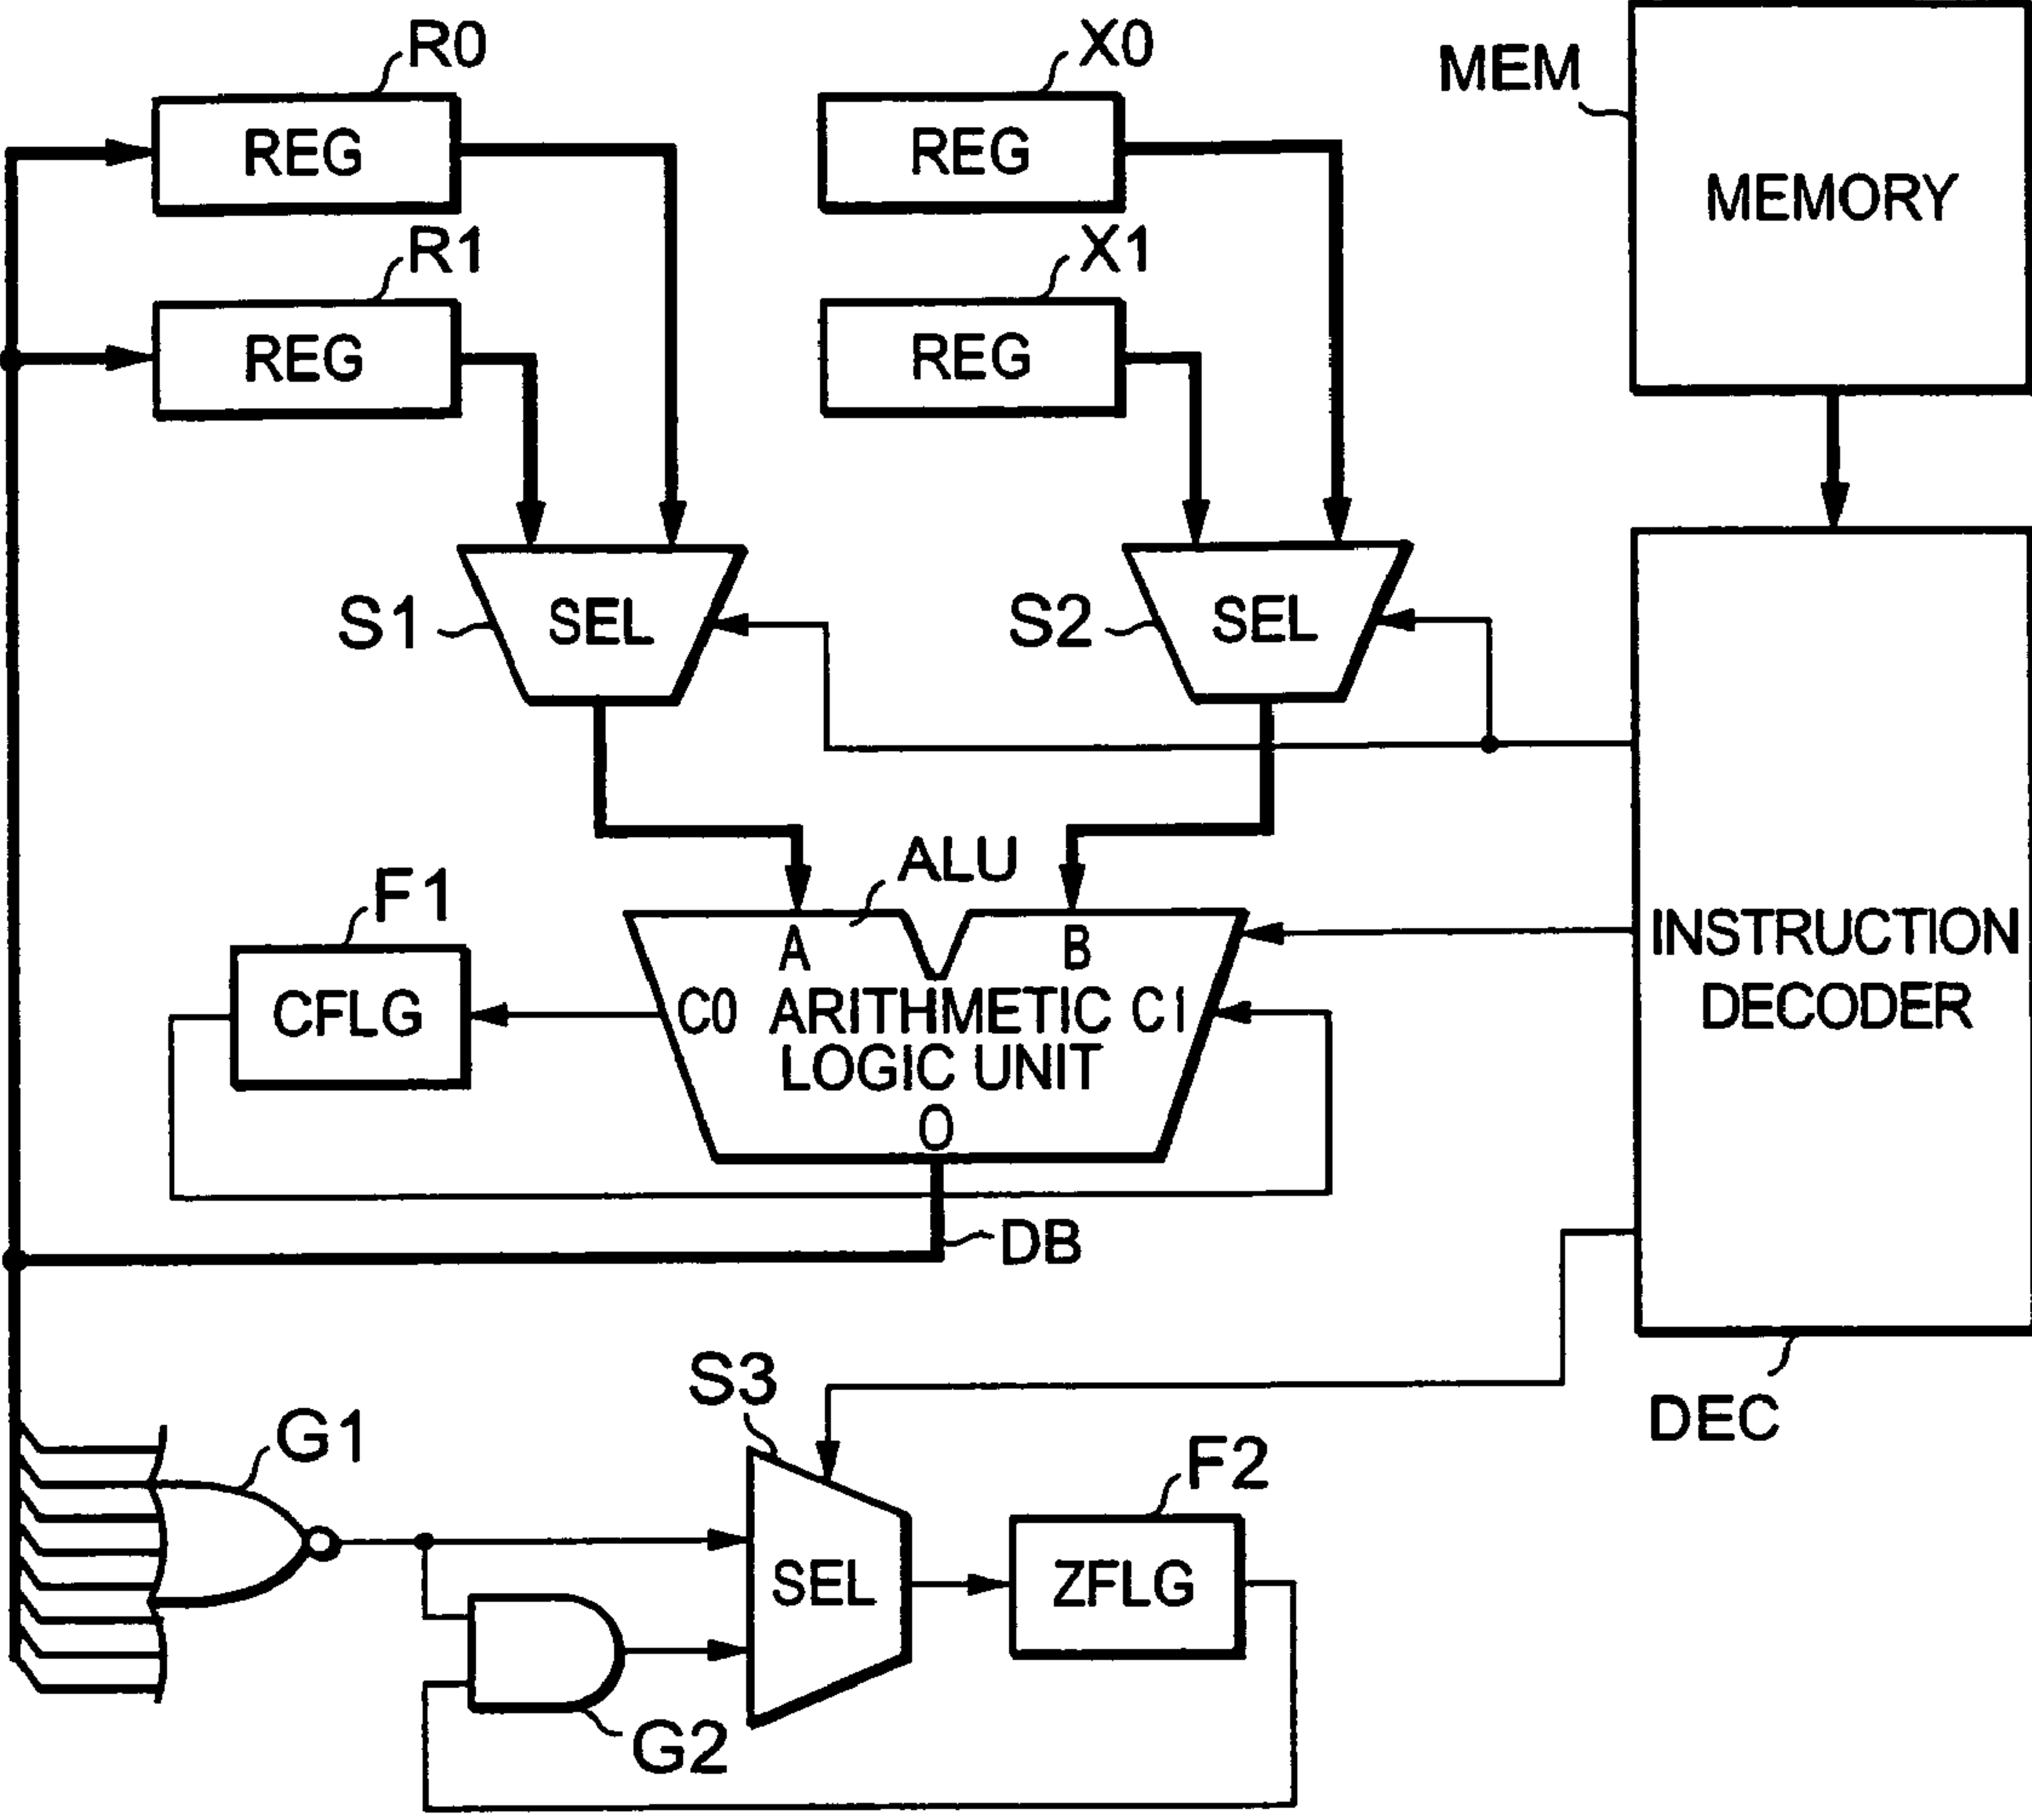 R0
X0
MEM
REG
REG
MEMORY
R1
X1
REG
REG
S1
SEL
S2
SEL
ALU
F1
A
B
INSTRUCTION
DECODER
CFLG
C0 ARITHMETIC C1
LOGIC UNIT
O
DB
S3
DEC
G1
F2
SEL
ZFLG
G2